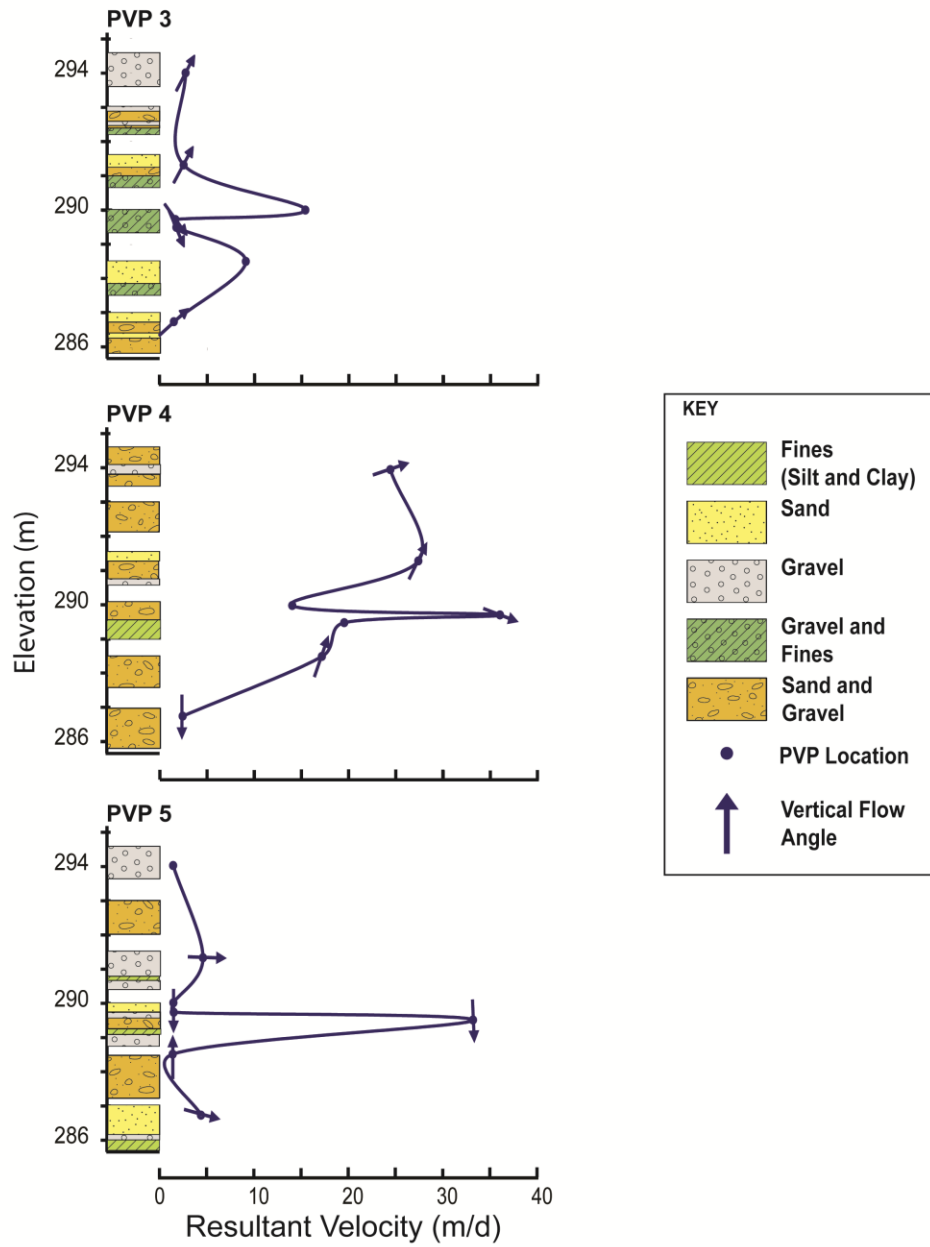 PVP 3
294
290
286
PVP 4
294
290
286
Elevation (m)
PVP 5
294
290
286
0 10 20 30 40
Resultant Velocity (m/d)
KEY
Fines
(Silt and Clay)
Sand
Gravel
Gravel and
Fines
Sand and
Gravel
PVP Location
Vertical Flow
Angle